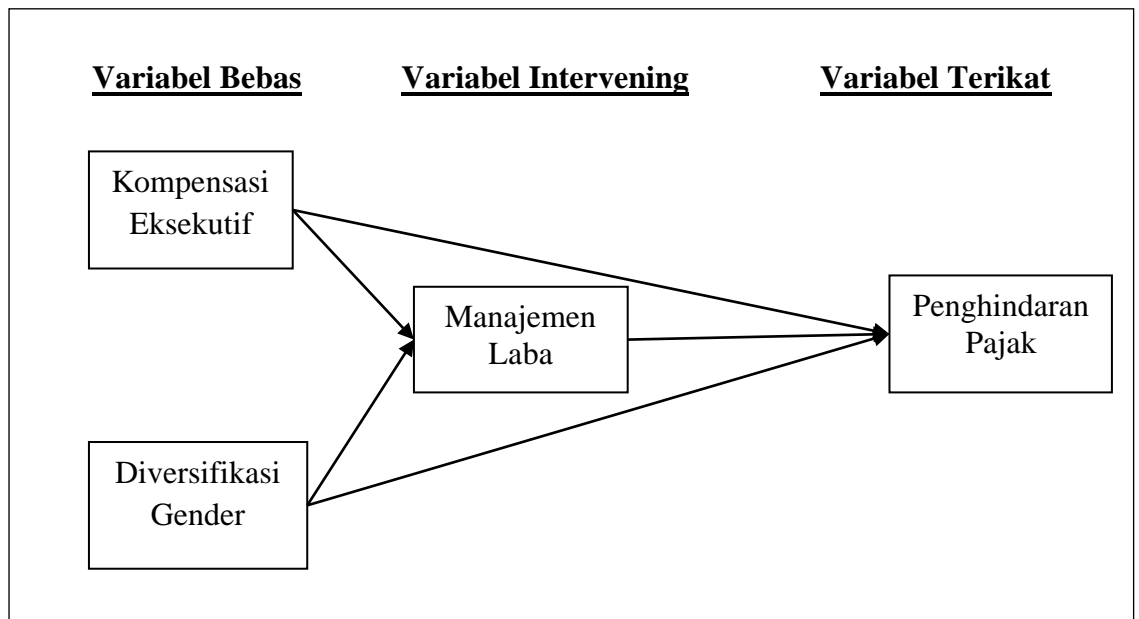 Variabel Bebas Variabel Intervening Variabel Terikat
Kompensasi
Eksekutif
Manajemen
Laba
Penghindaran
Pajak
Diversifikasi
Gender